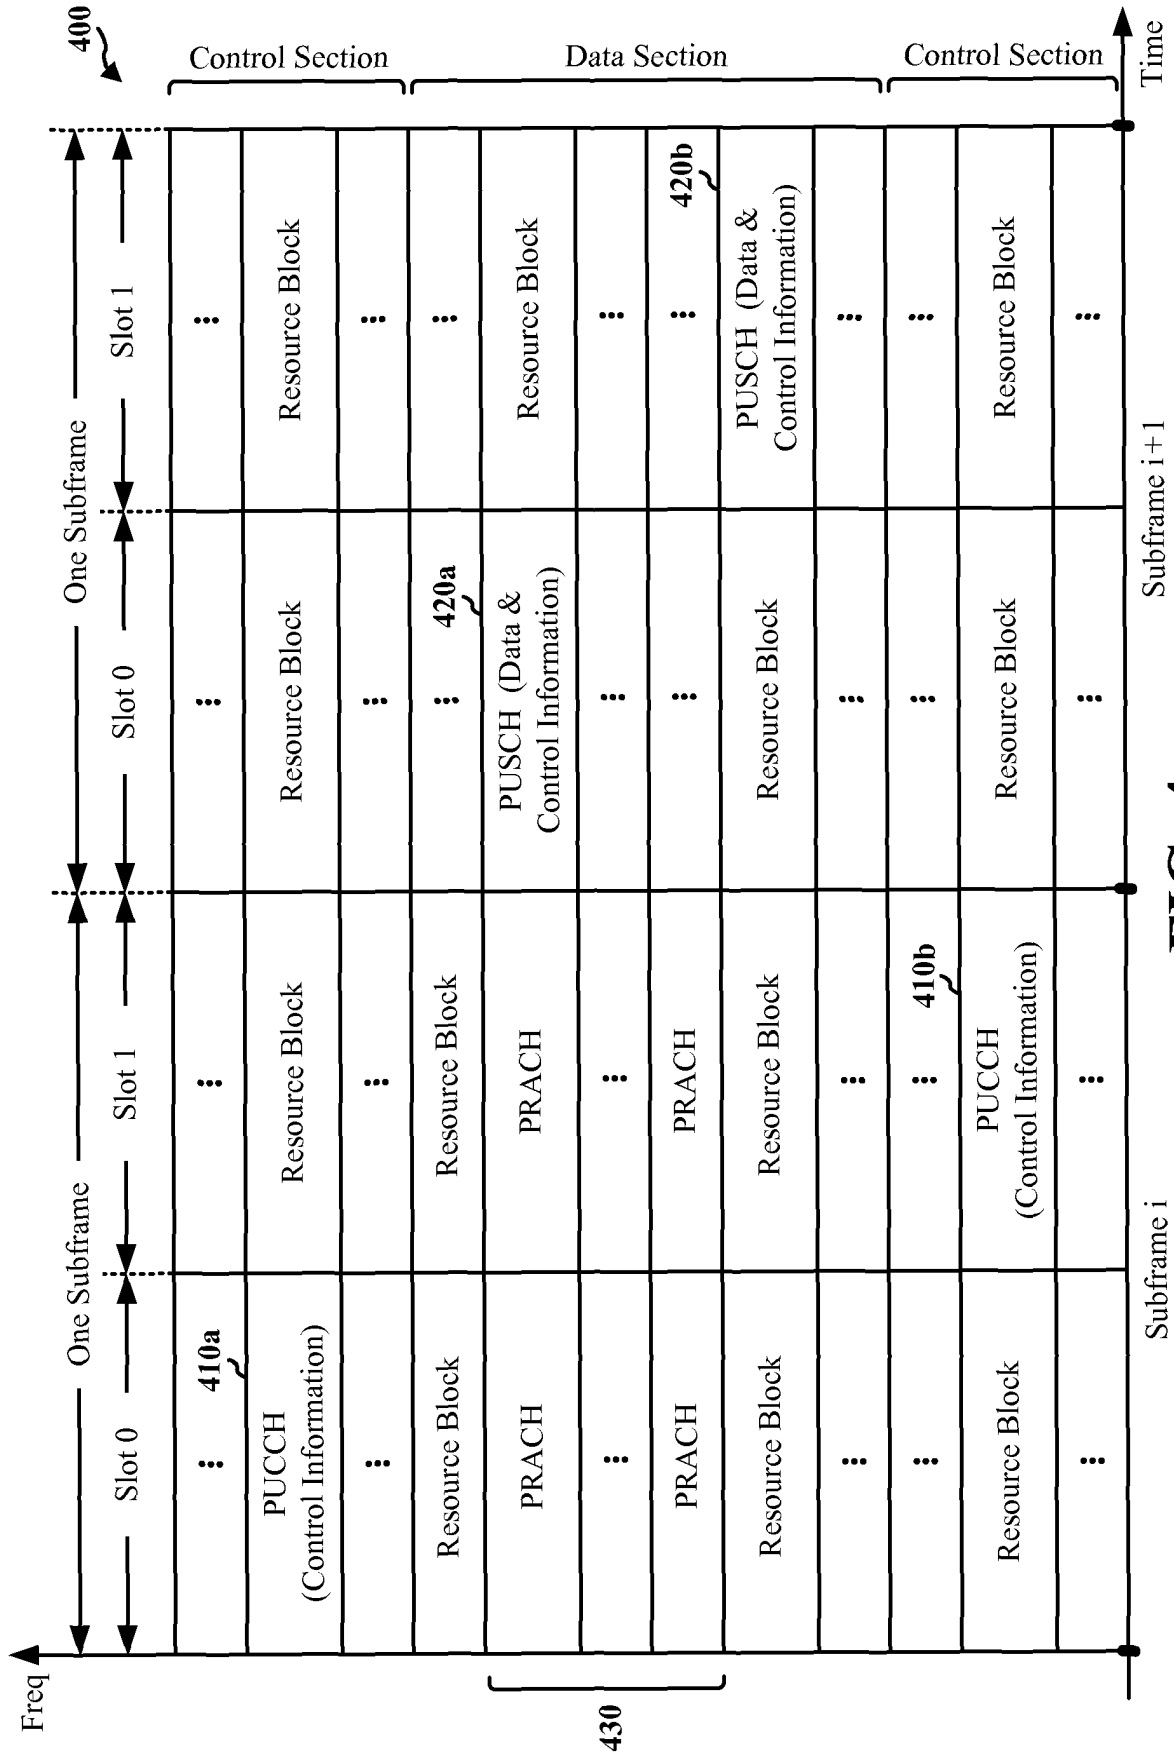 Freq
400
One Subframe
One Subframe
Slot 0
Slot 1
Slot 0
Slot 1
...
...
...
...
Control Section
410a
PUCCH
(Control Information)
Resource Block
Resource Block
Resource Block
...
...
...
...
Resource Block
Resource Block
...
...
420a
Data Section
430
PRACH
PRACH
PUSCH (Data &
Control Information)
Resource Block
...
...
...
...
PRACH
PRACH
...
...
420b
Resource Block
Resource Block
Resource Block
PUSCH (Data &
Control Information)
...
...
...
...
...
...
...
...
410b
Control Section
Resource Block
PUCCH
(Control Information)
Resource Block
Resource Block
...
...
...
...
Time
Subframe i
Subframe i+1